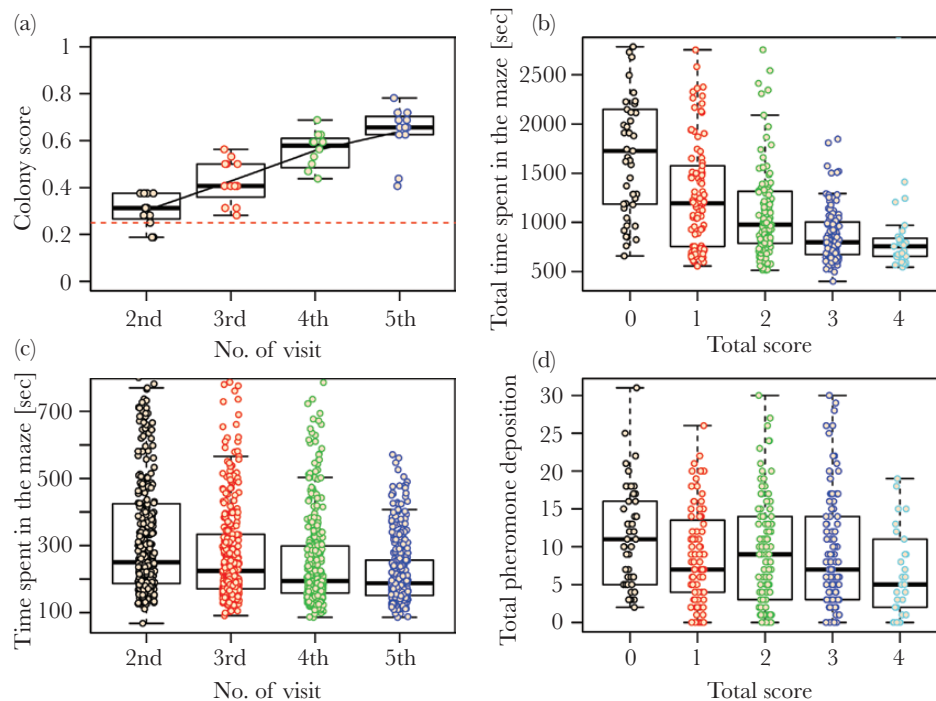 (a)
Colony score
1
0.8
0.6
0.4
0.2
0
2nd 3rd 4th 5th
No. of visit
(b)
Total time spent in the maze [sec]
2500
2000
1500
1000
500
0 1 2 3 4
Total score
(c)
Time spent in the maze [sec]
700
500
300
100
2nd 3rd 4th 5th
No. of visit
(d)
Total pheromone deposition
30
25
20
15
10
5
0
0 1 2 3 4
Total score